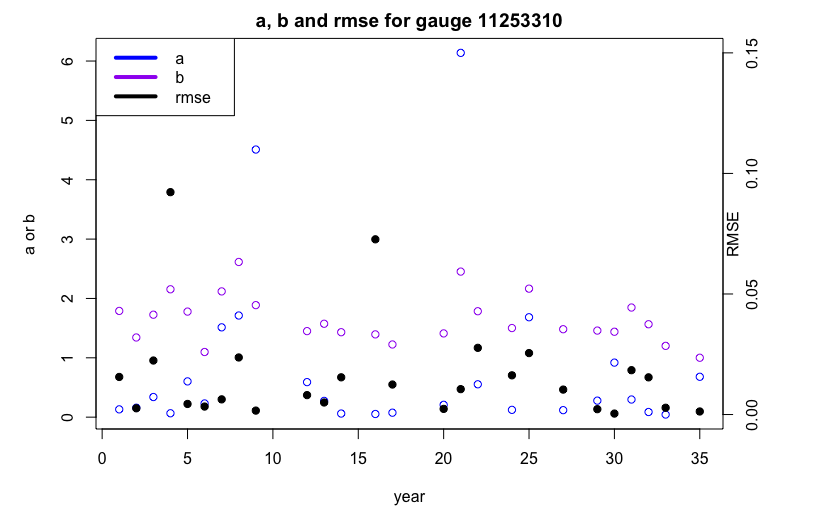 a, b and rmse for gauge 11253310
a
b
rmse
6
5
4
3
2
1
0
a or b
0.15
0.10
0.05
0.00
RMSE
0 5 10 15 20 25 30 35
year